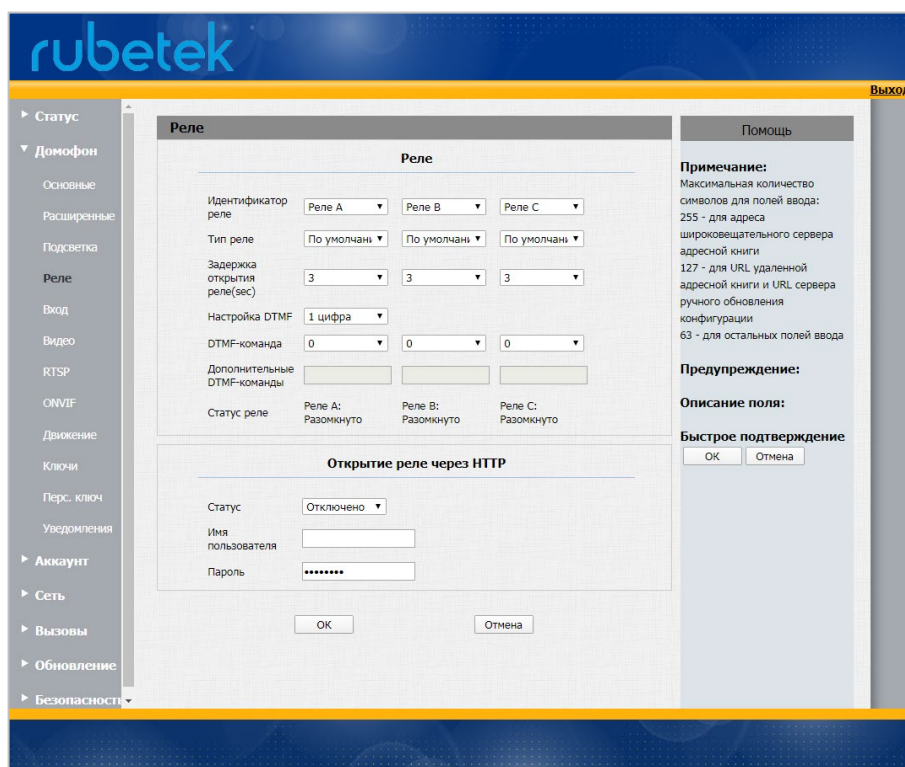 rubetek
Выход
Статус
Домофон
Основные
Расширенные
Подсветка
Реле
Вход
Видео
RTSP
ONVIF
Движение
Ключи
Перс. ключ
Уведомления
Аккаунт
Сеть
Вызовы
Обновление
Безопасность
Реле
Реле
Идентификатор реле Реле A Реле B Реле C
Тип реле По умолчани По умолчани По умолчани
Задержка открытия реле(sec) 3 3 3
Настройка DTMF 1 цифра
DTMF-команда 0 0 0
Дополнительные DTMF-команды
Статус реле Реле A: Разомкнуто Реле B: Разомкнуто Реле C: Разомкнуто
Открытие реле через HTTP
Статус Отключено
Имя пользователя
Пароль ••••••••
OK Отмена
Помощь
Примечание:
Максимальная количество
символов для полей ввода:
255 - для адреса
широковещательного сервера
адресной книги
127 - для URL удаленной
адресной книги и URL сервера
ручного обновления
конфигурации
63 - для остальных полей ввода
Предупреждение:
Описание поля:
Быстрое подтверждение
OK Отмена